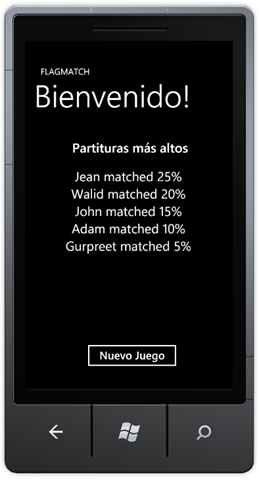 FLAGMATCH
Bienvenido!
Partituras más altos
Jean matched 25%
Walid matched 20%
John matched 15%
Adam matched 10%
Gurpreet matched 5%
Nuevo Juego